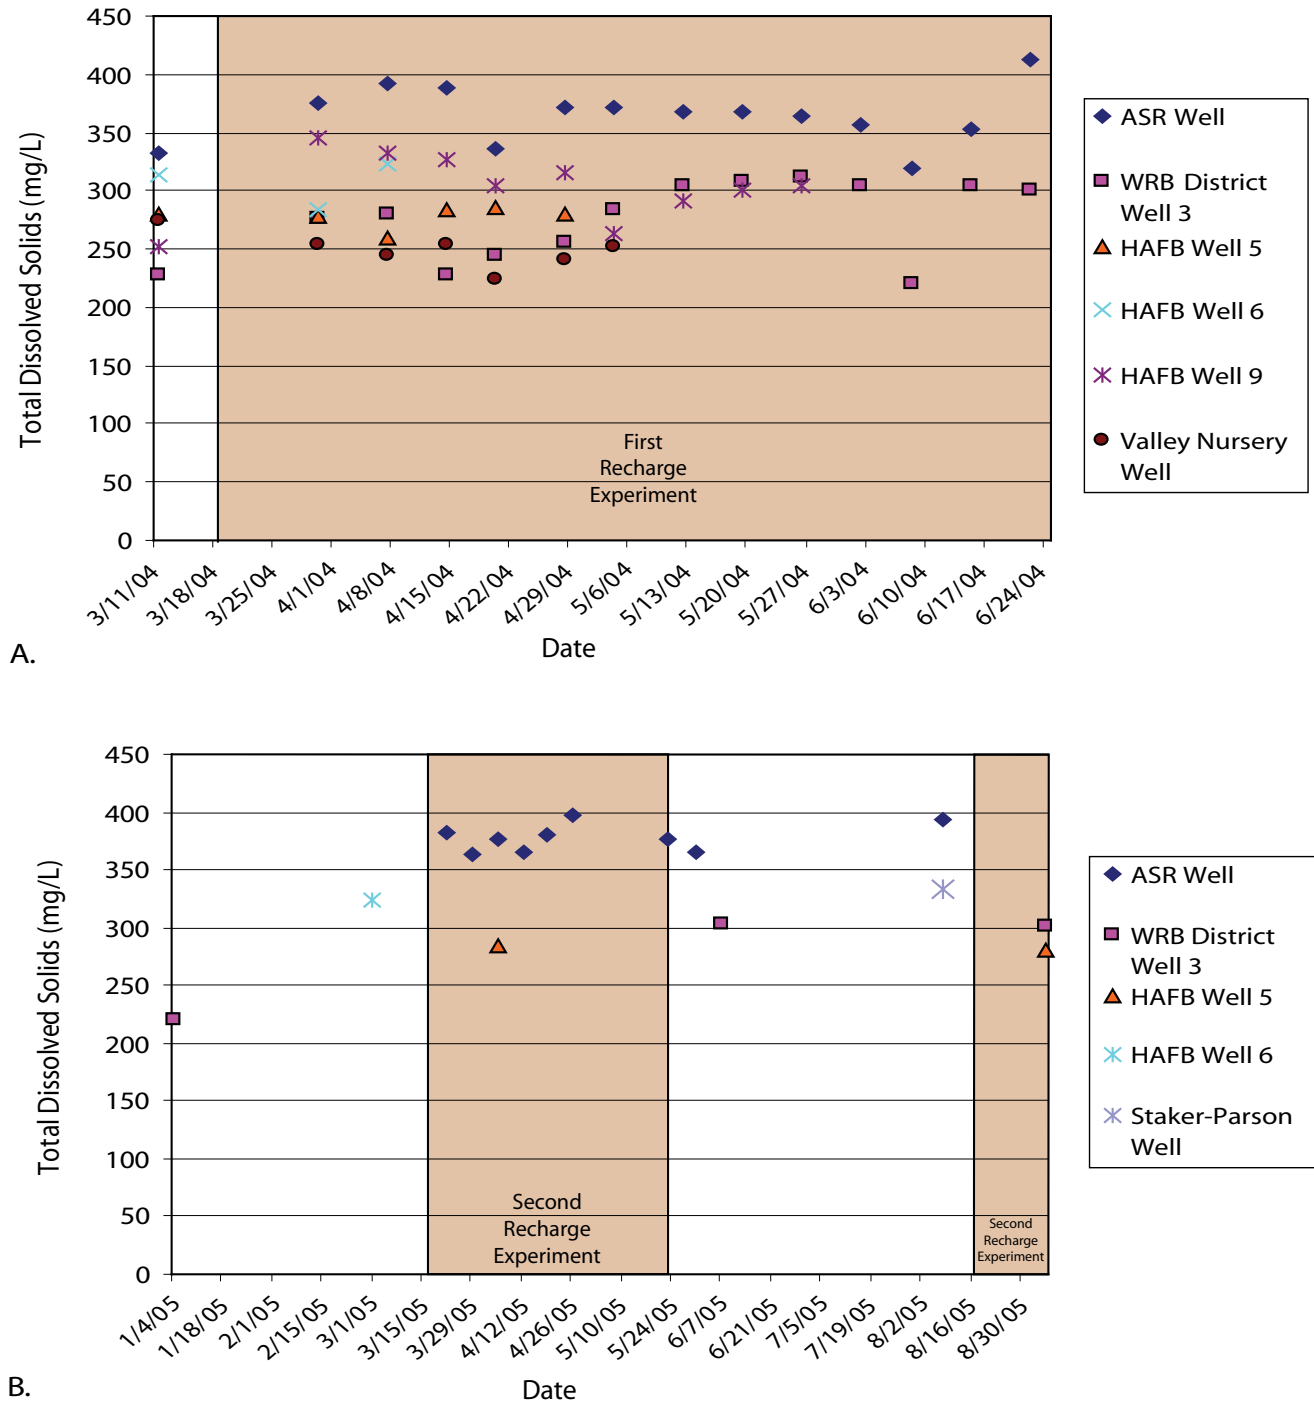 450
400
350
300
250
200
150
100
50
0
Total Dissolved Solids (mg/L)
First
Recharge
Experiment
3/11/04
3/18/04
3/25/04
4/1/04
4/8/04
4/15/04
4/22/04
4/29/04
5/6/04
5/13/04
5/20/04
5/27/04
6/3/04
6/10/04
6/17/04
6/24/04
Date
A.
ASR Well
WRB District
Well 3
HAFB Well 5
HAFB Well 6
HAFB Well 9
Valley Nursery
Well
450
400
350
300
250
200
150
100
50
0
Total Dissolved Solids (mg/L)
Second
Recharge
Experiment
Second
Recharge
Experiment
1/4/05
1/18/05
2/1/05
2/15/05
3/1/05
3/15/05
3/29/05
4/12/05
4/26/05
5/10/05
5/24/05
6/7/05
6/21/05
7/5/05
7/19/05
8/2/05
8/16/05
8/30/05
Date
B.
ASR Well
WRB District
Well 3
HAFB Well 5
HAFB Well 6
Staker-Parson
Well